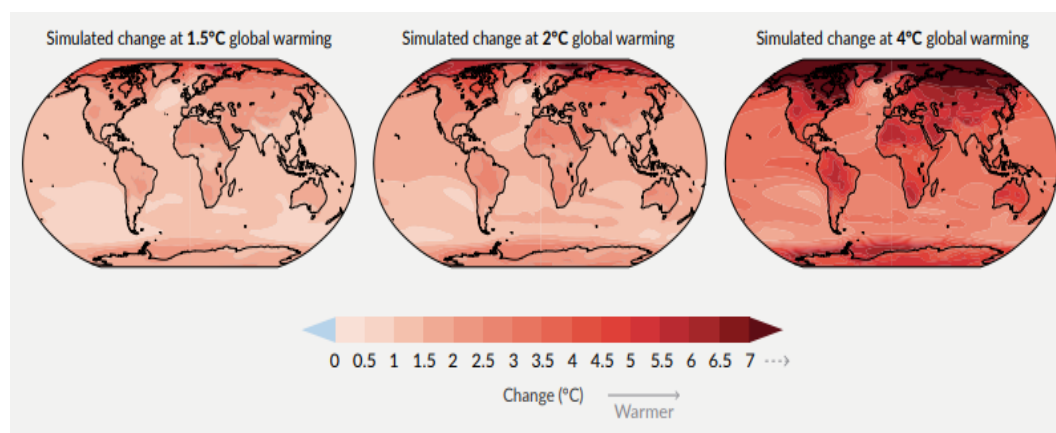 Simulated change at 1.5°C global warming
Simulated change at 2°C global warming
Simulated change at 4°C global warming
0 0.5 1 1.5 2 2.5 3 3.5 4 4.5 5 5.5 6 6.5 7
Change (°C)
Warmer